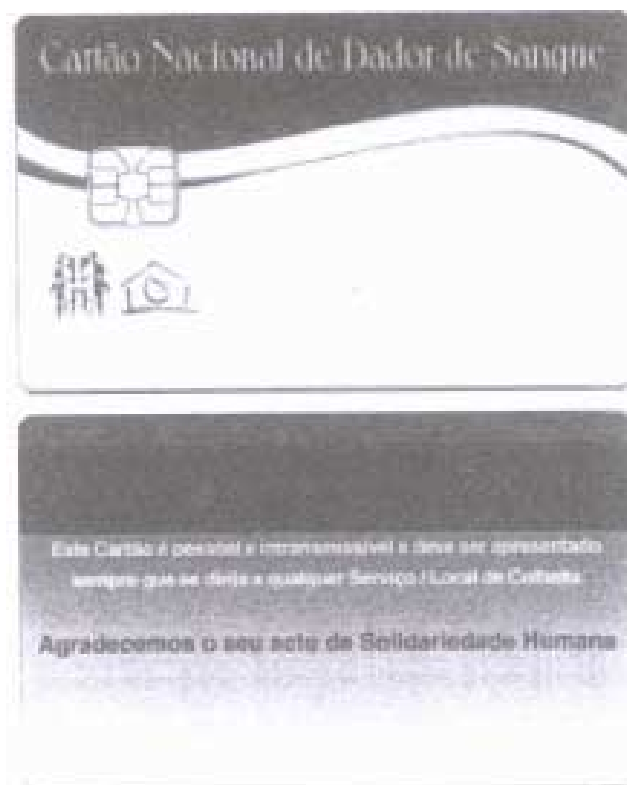 Cartão Nacional de Dador de Sangue
Este Cartão é pessoal e intransmissível e deve ser apresentado
sempre que se dirija a qualquer Serviço / Local de Colheita
Agradecemos o seu acto de Solidariedade Humana